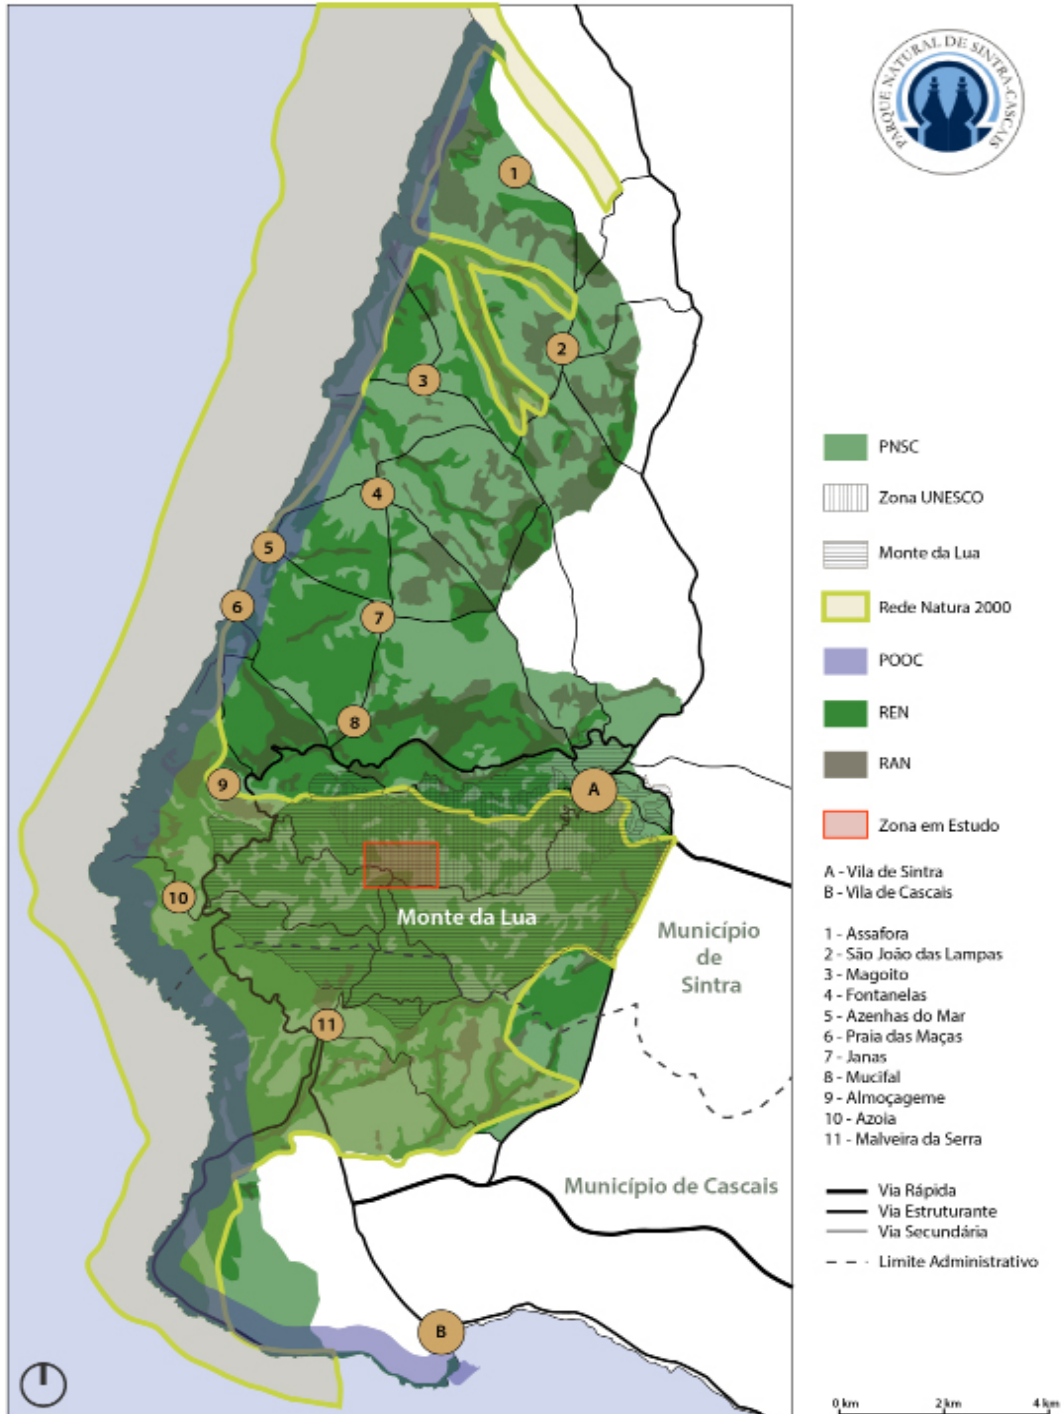 PARQUE NATURAL DE SINTRA-CASCAIS
1
2
3
4
5
6
7
8
9
A
10
Monte da Lua
Município
de
Sintra
11
Município de Cascais
B
PNSC
Zona UNESCO
Monte da Lua
Rede Natura 2000
POOC
REN
RAN
Zona em Estudo
A - Vila de Sintra
B - Vila de Cascais
1 - Assafora
2 - São João das Lampas
3 - Magoito
4 - Fontanelas
5 - Azenhas do Mar
6 - Praia das Maças
7 - Janas
8 - Mucifal
9 - Almoçageme
10 - Azoia
11 - Malveira da Serra
Via Rápida
Via Estruturante
Via Secundária
Limite Administrativo
0 km 2 km 4 km